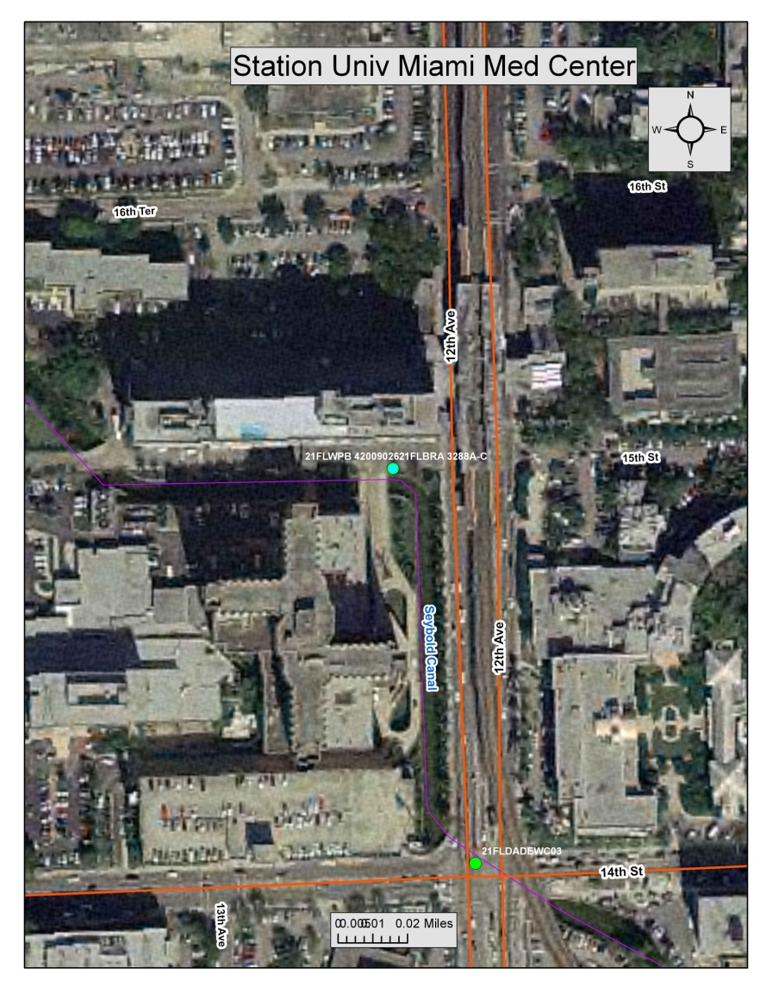 Station Univ Miami Med Center
N
W E
S
16th St
16th Ter
12th Ave
21FLWPB 4200902621FLBRA 3288A-C
15th St
Seybold Canal
12th Ave
21FLDADEWC03
14th St
13th Ave
0.02 Miles